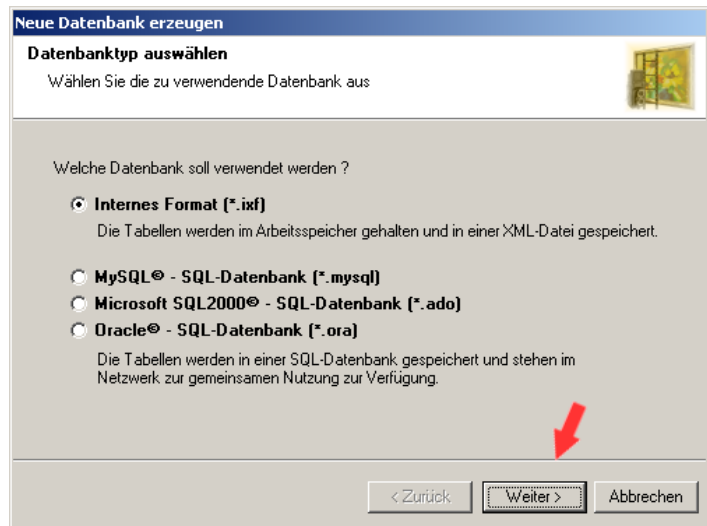 Neue Datenbank erzeugen
Datenbanktyp auswählen
Wählen Sie die zu verwendende Datenbank aus
Welche Datenbank soll verwendet werden ?
Internes Format (*.ixf)
Die Tabellen werden im Arbeitsspeicher gehalten und in einer XML-Datei gespeichert.
MySQL® - SQL-Datenbank (*.mysql)
Microsoft SQL2000® - SQL-Datenbank (*.ado)
Oracle® - SQL-Datenbank (*.ora)
Die Tabellen werden in einer SQL-Datenbank gespeichert und stehen im
Netzwerk zur gemeinsamen Nutzung zur Verfügung.
< Zurück Weiter > Abbrechen